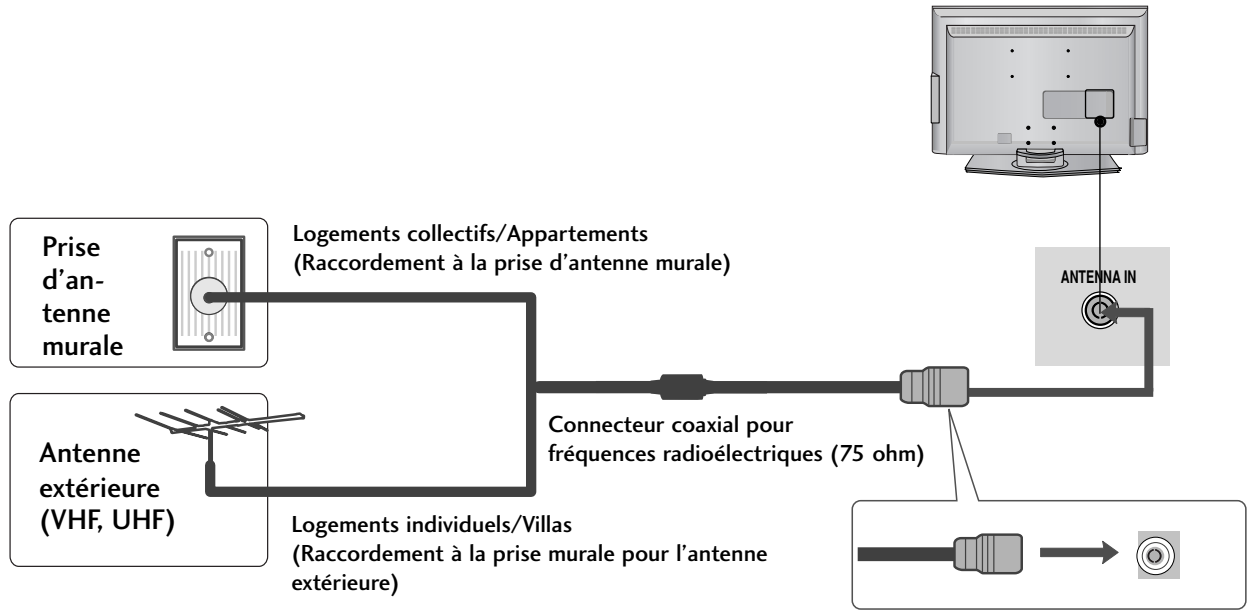 Prise
d'an-
tenne
murale
Logements collectifs/Appartements
(Raccordement à la prise d'antenne murale)
ANTENNA IN
Antenne
extérieure
(VHF, UHF)
Connecteur coaxial pour
fréquences radioélectriques (75 ohm)
Logements individuels/Villas
(Raccordement à la prise murale pour l'antenne
extérieure)